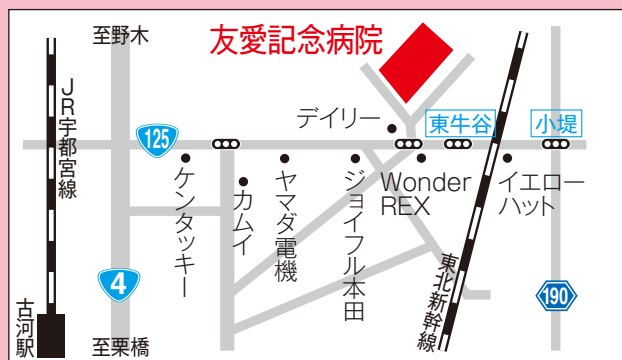 至野木
友愛記念病院
JR宇都宮線
125
デイリー
東牛谷
小堤
ケンタッキー
カムイ
ヤマダ電機
ジョイフル本田
Wonder
REX
イエロー
ハット
4
東北新幹線
190
古河駅
至栗橋